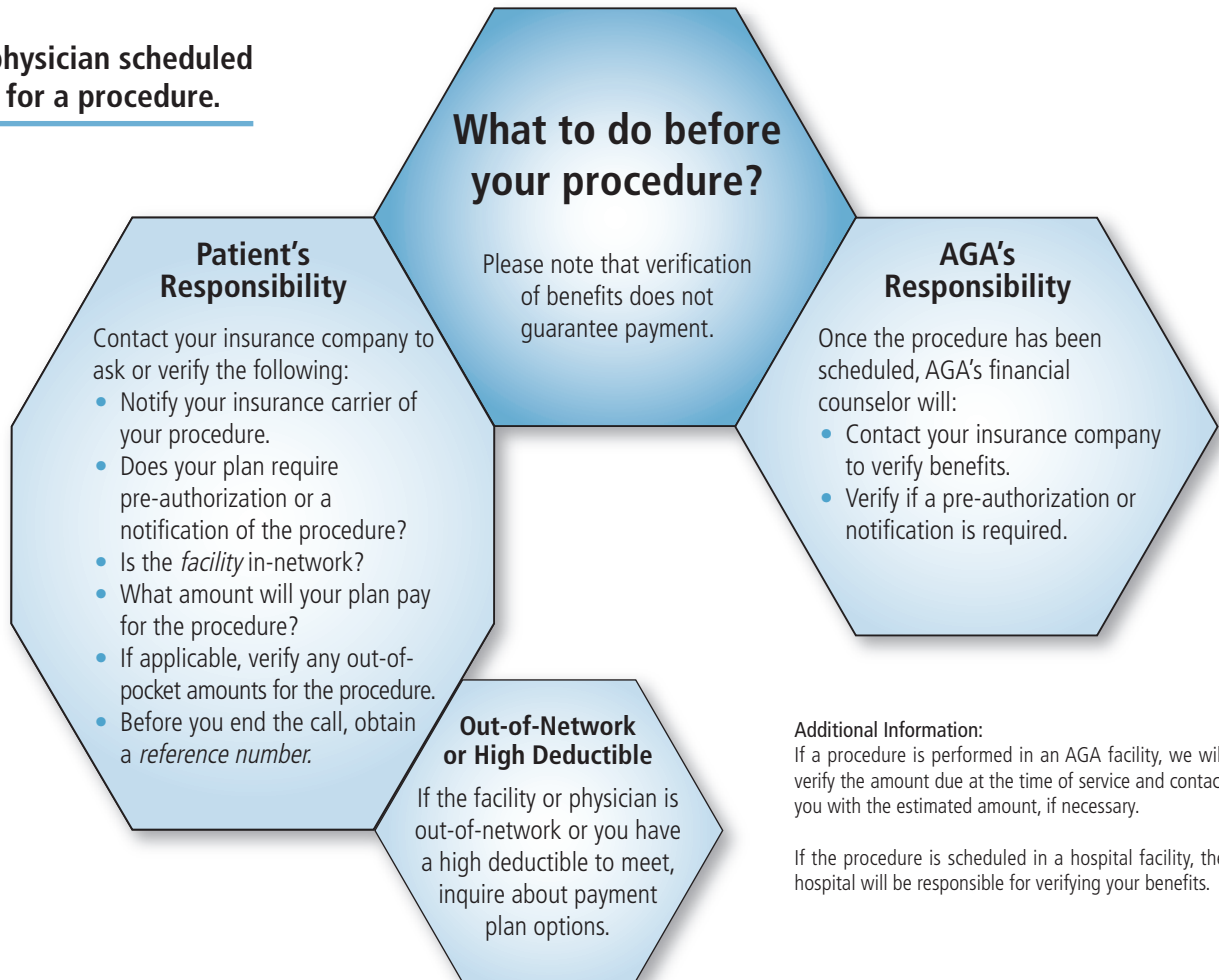 physician scheduled
for a procedure.
What to do before
your procedure?
Please note that verification
of benefits does not
guarantee payment.
Patient's
Responsibility
Contact your insurance company to
ask or verify the following:
• Notify your insurance carrier of
your procedure.
• Does your plan require
pre-authorization or a
notification of the procedure?
• Is the facility in-network?
• What amount will your plan pay
for the procedure?
• If applicable, verify any out-of-
pocket amounts for the procedure.
• Before you end the call, obtain
a reference number.
AGA's
Responsibility
Once the procedure has been
scheduled, AGA's financial
counselor will:
• Contact your insurance company
to verify benefits.
• Verify if a pre-authorization or
notification is required.
Out-of-Network
or High Deductible
If the facility or physician is
out-of-network or you have
a high deductible to meet,
inquire about payment
plan options.
Additional Information:
If a procedure is performed in an AGA facility, we will
verify the amount due at the time of service and contact
you with the estimated amount, if necessary.
If the procedure is scheduled in a hospital facility, the
hospital will be responsible for verifying your benefits.